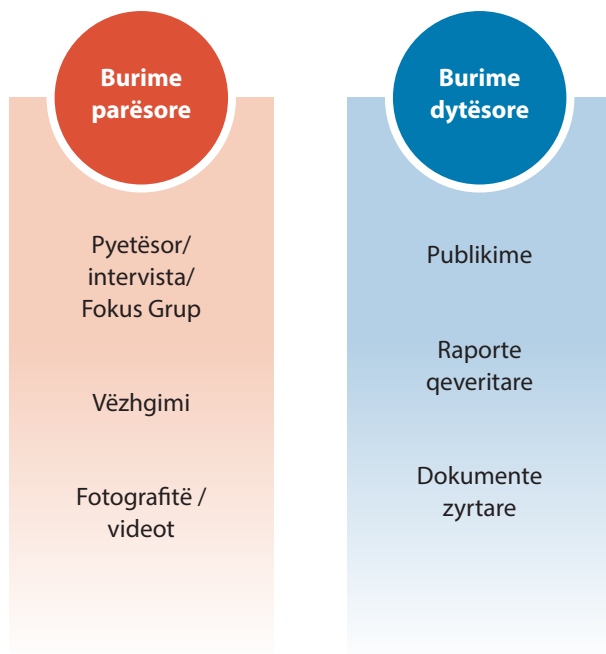 Burime
parësore
Pyetësor/
intervista/
Fokus Grup
Vëzhgimi
Fotografitë /
videot
Burime
dytësore
Publikime
Raporte
qeveritare
Dokumente
zyrtare